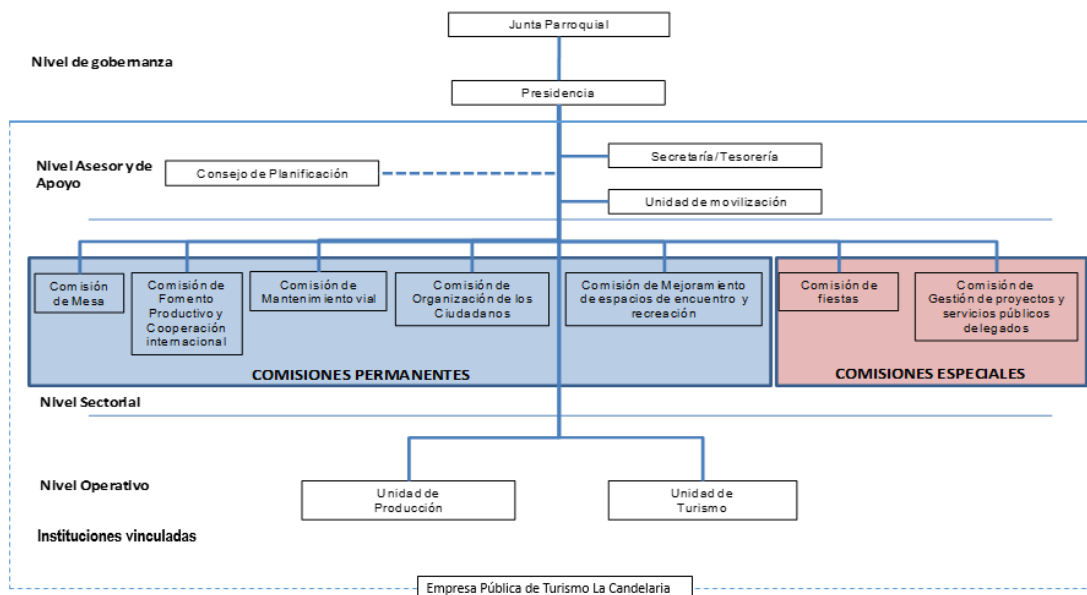 Junta Parroquial
Nivel de gobernanza
Presidencia
Nivel Asesor y de
Apoyo
Secretaría/Tesorería
Consejo de Planificación
Unidad de movilización
Comisión
de Mesa
Comisión de
Fomento
Productivo y
Cooperación
internacional
Comisión de
Mantenimiento vial
Comisión de
Organización de los
Ciudadanos
Comisión de Mejoramiento
de espacios de encuentro y
recreación
Comisión de
fiestas
Comisión de
Gestión de proyectos y
servicios públicos
delegados
COMISIONES PERMANENTES
COMISIONES ESPECIALES
Nivel Sectorial
Nivel Operativo
Unidad de
Producción
Unidad de
Turismo
Instituciones vinculadas
Empresa Pública de Turismo La Candelaria